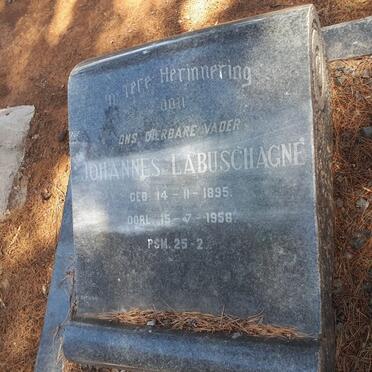 In Tere Herinnering
aan
ONS DIERBARE VADER
JOHANNES LABUSCHAGNE
GEB. 14-11-1895.
OORL. 15-7-1958.
PSM. 25-2